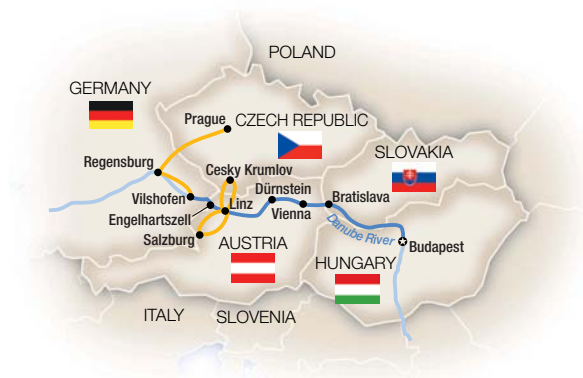 POLAND
GERMANY
Prague
CZECH REPUBLIC
Regensburg
Cesky Krumlov
SLOVAKIA
Vilshofen
Dürnstein
Bratislava
Engelhartszell
Linz
Vienna
Danube River
Salzburg
AUSTRIA
Budapest
HUNGARY
ITALY
SLOVENIA